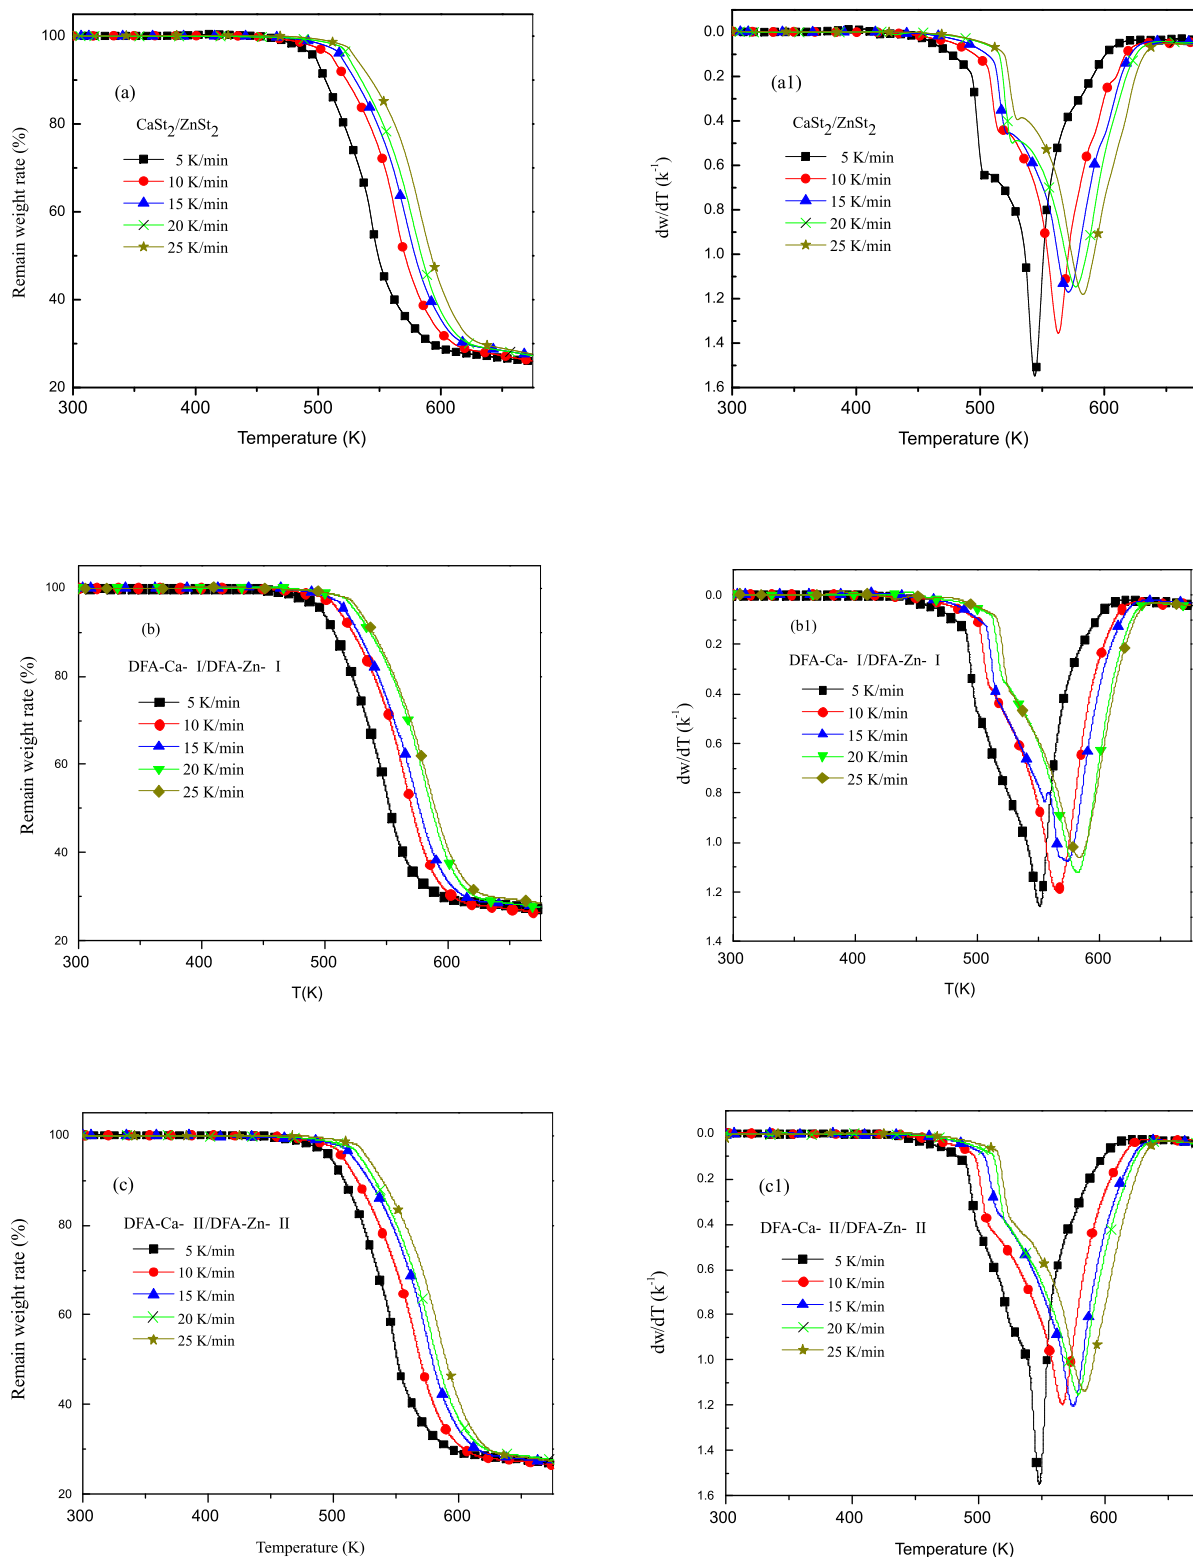 100
80
60
40
20
300
400
500
600
Remain weight rate (%)
Temperature (K)
(a)
CaSt2/ZnSt2
5 K/min
10 K/min
15 K/min
20 K/min
25 K/min
0.0
0.2
0.4
0.6
0.8
1.0
1.2
1.4
1.6
300
400
500
600
dw/dT (k-1)
Temperature (K)
(a1)
CaSt2/ZnSt2
5 K/min
10 K/min
15 K/min
20 K/min
25 K/min
100
80
60
40
20
300
400
500
600
Remain weight rate (%)
T(K)
(b)
DFA-Ca- I/DFA-Zn- I
5 K/min
10 K/min
15 K/min
20 K/min
25 K/min
0.0
0.2
0.4
0.6
0.8
1.0
1.2
1.4
300
400
500
600
dw/dT (k-1)
T(K)
(b1)
DFA-Ca- I/DFA-Zn- I
5 K/min
10 K/min
15 K/min
20 K/min
25 K/min
100
80
60
40
20
300
400
500
600
Remain weight rate (%)
Temperature (K)
(c)
DFA-Ca- II/DFA-Zn- II
5 K/min
10 K/min
15 K/min
20 K/min
25 K/min
0.0
0.2
0.4
0.6
0.8
1.0
1.2
1.4
1.6
300
400
500
600
dw/dT (k-1)
Temperature (K)
(c1)
DFA-Ca- II/DFA-Zn- II
5 K/min
10 K/min
15 K/min
20 K/min
25 K/min